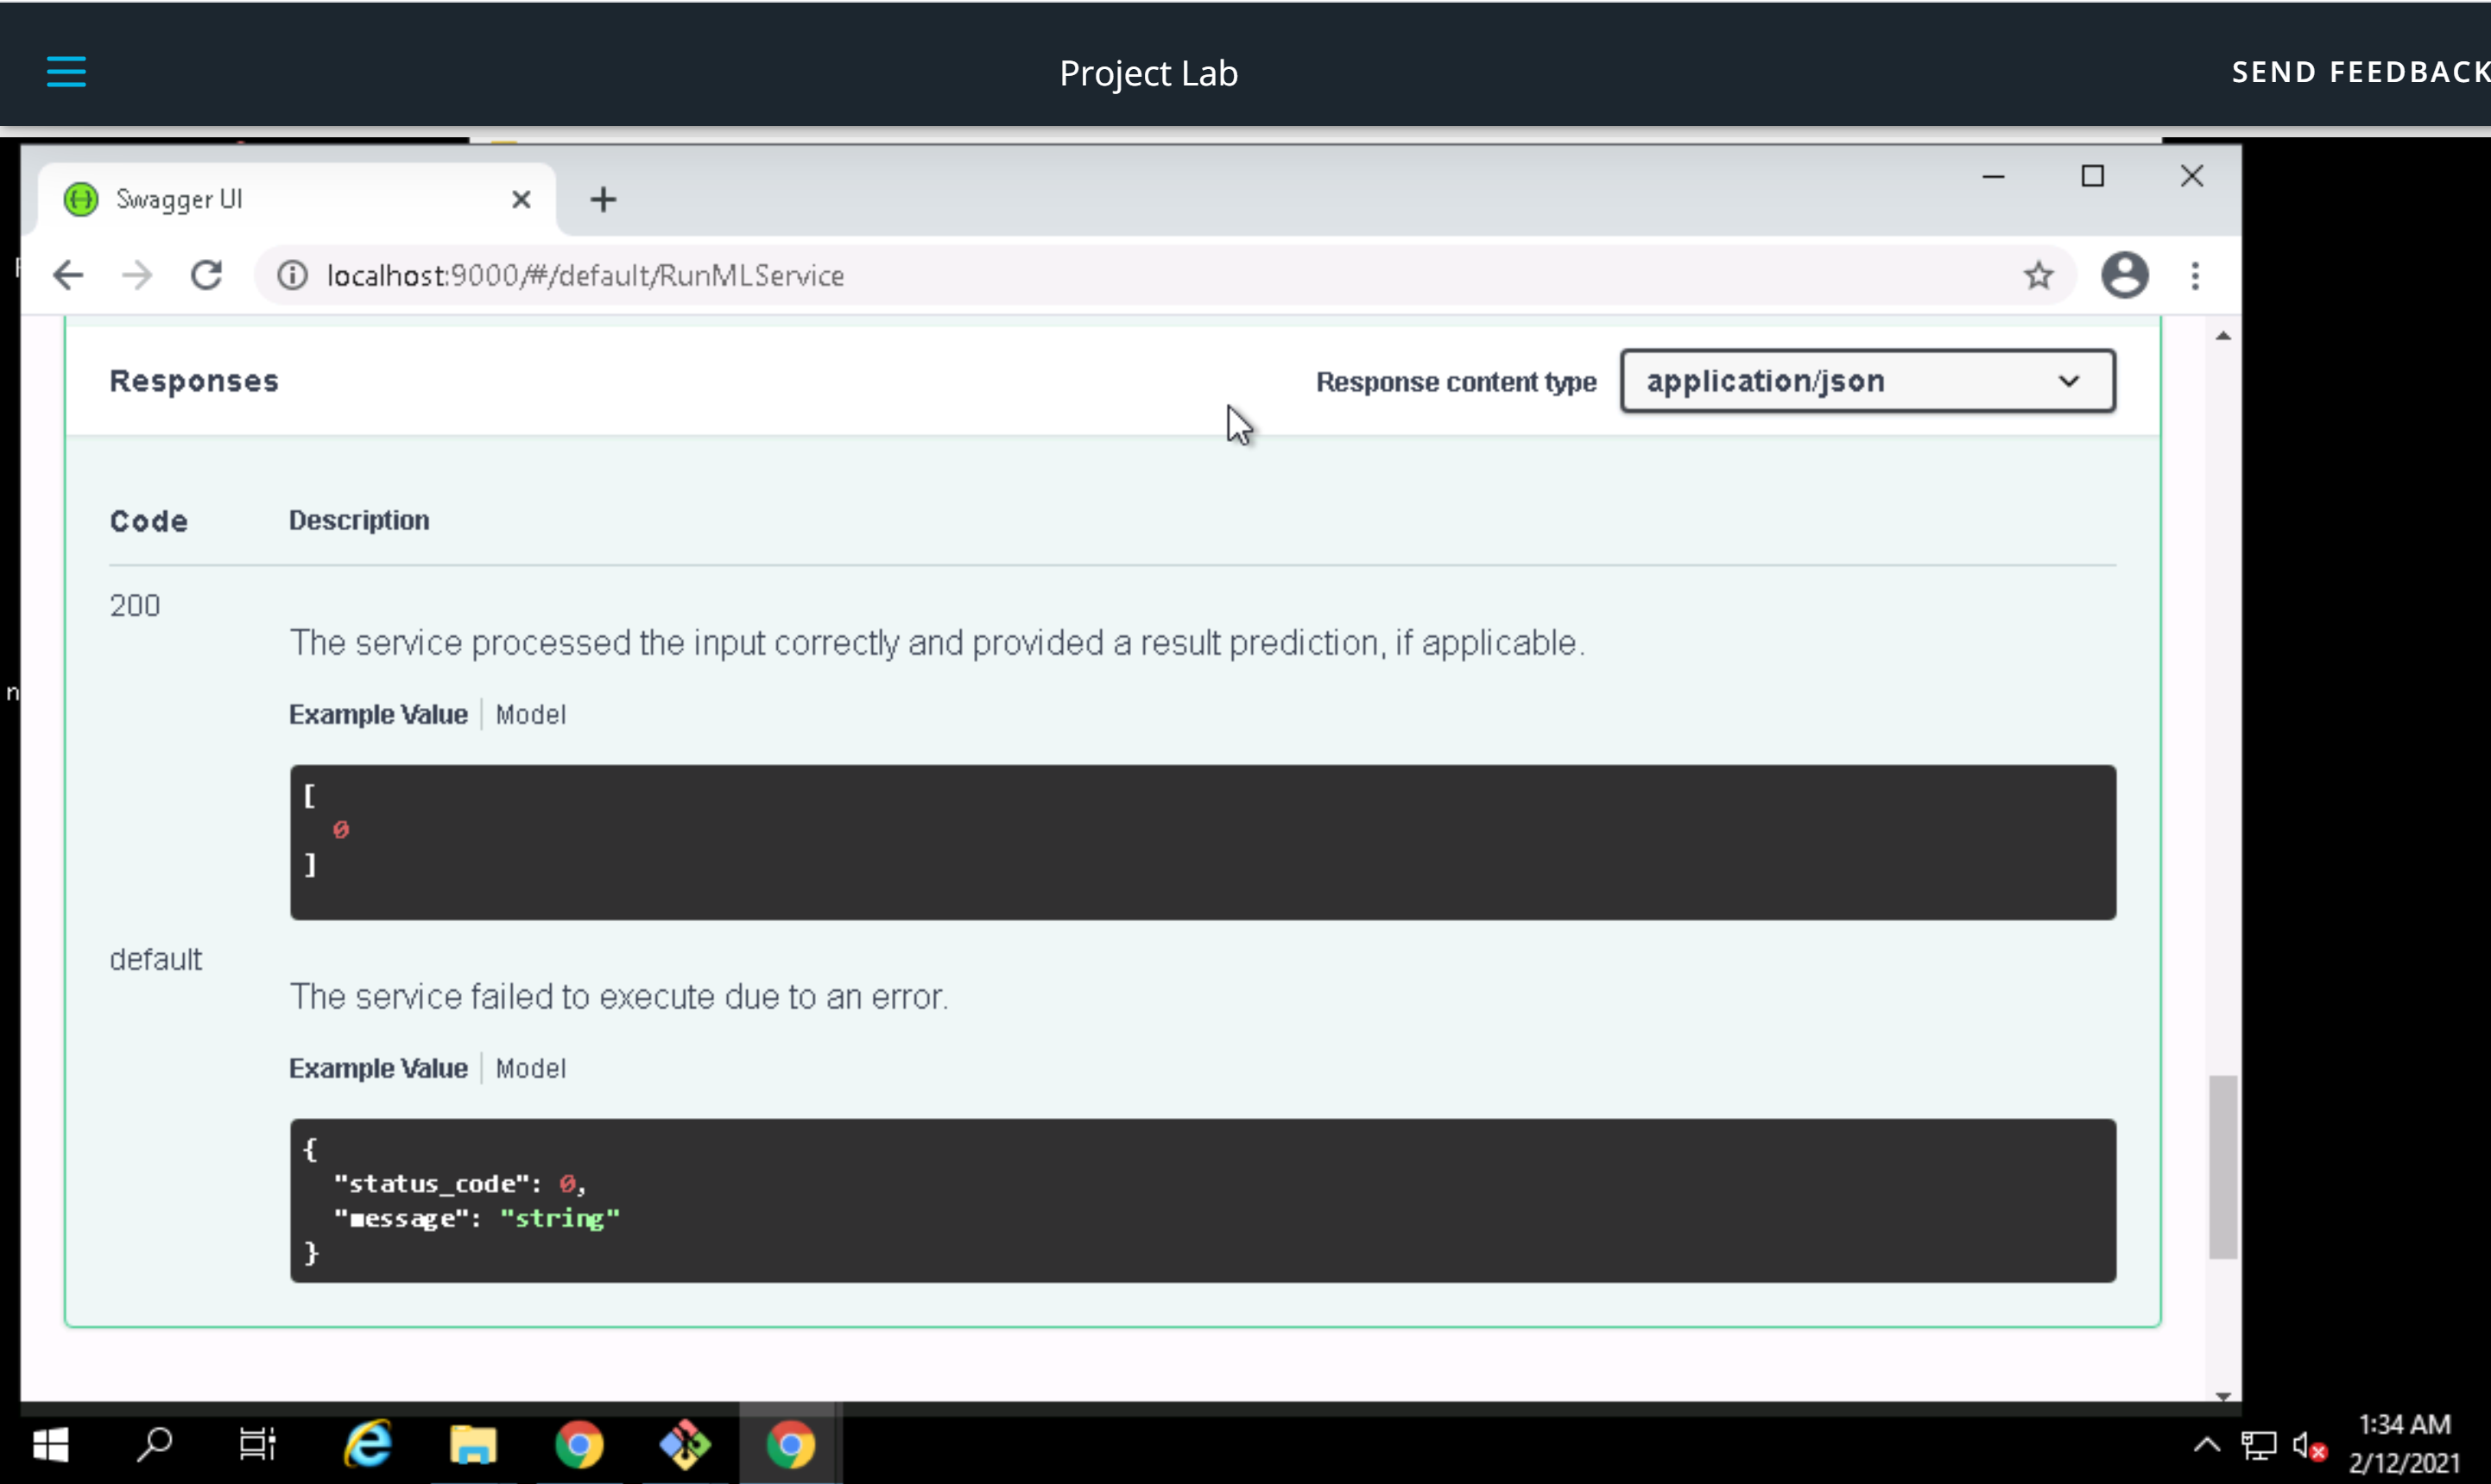 Project Lab
SEND FEEDBACK
Swagger UI
localhost:9000/#/default/RunMLService
Responses
Response content type
application/json
Code
Description
200
The service processed the input correctly and provided a result prediction, if applicable.
Example Value
Model
[
0
]
default
The service failed to execute due to an error.
Example Value
Model
{
"status_code": 0,
"message": "string"
}
1:34 AM
2/12/2021